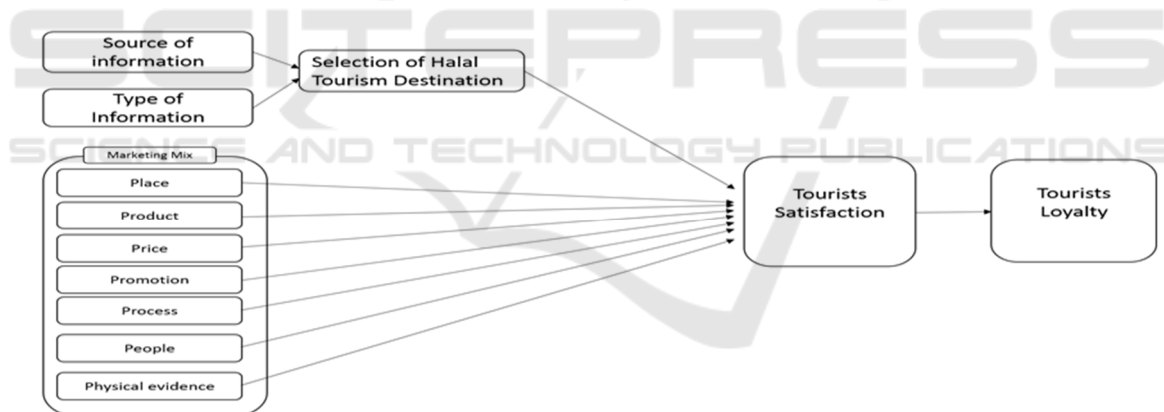 SCITEPRESS
SCIENCE AND TECHNOLOGY PUBLICATIONS
Source of
information
Type of
Information
Selection of Halal
Tourism Destination
Marketing Mix
Place
Product
Price
Promotion
Process
People
Physical evidence
Tourists
Satisfaction
Tourists
Loyalty